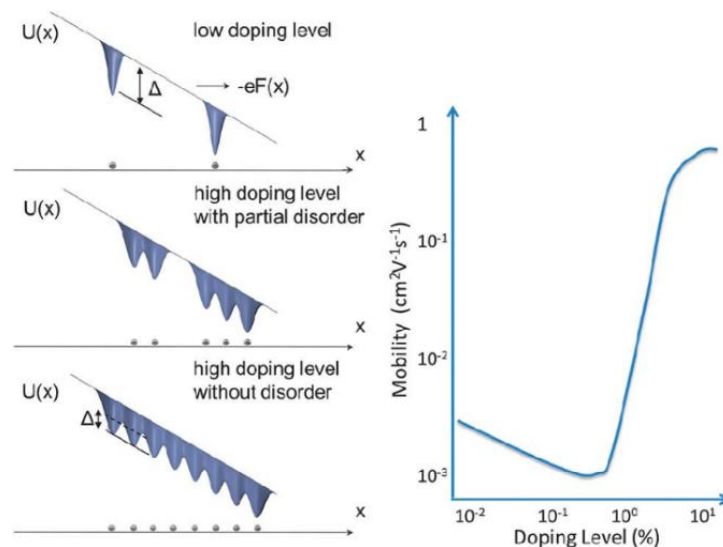 U(x)
low doping level
Δ
-eF(x)
x
U(x)
high doping level
with partial disorder
x
high doping level
without disorder
U(x)
Δ
x
Mobility (cm²V⁻¹s⁻¹)
1
10⁻¹
10⁻²
10⁻³
10⁻² 10⁻¹ 10⁰ 10¹
Doping Level (%)